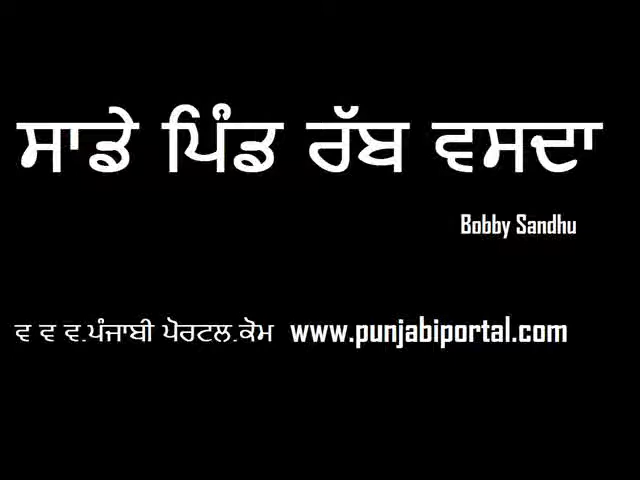 ਸਾਡੇ ਪਿੰਡ ਰੱਬ ਵਸਦਾ
Bobby Sandhu
ਵ ਵ ਵ.ਪੰਜਾਬੀ ਪੋਰਟਲ.ਕੋਮ www.punjabiportal.com